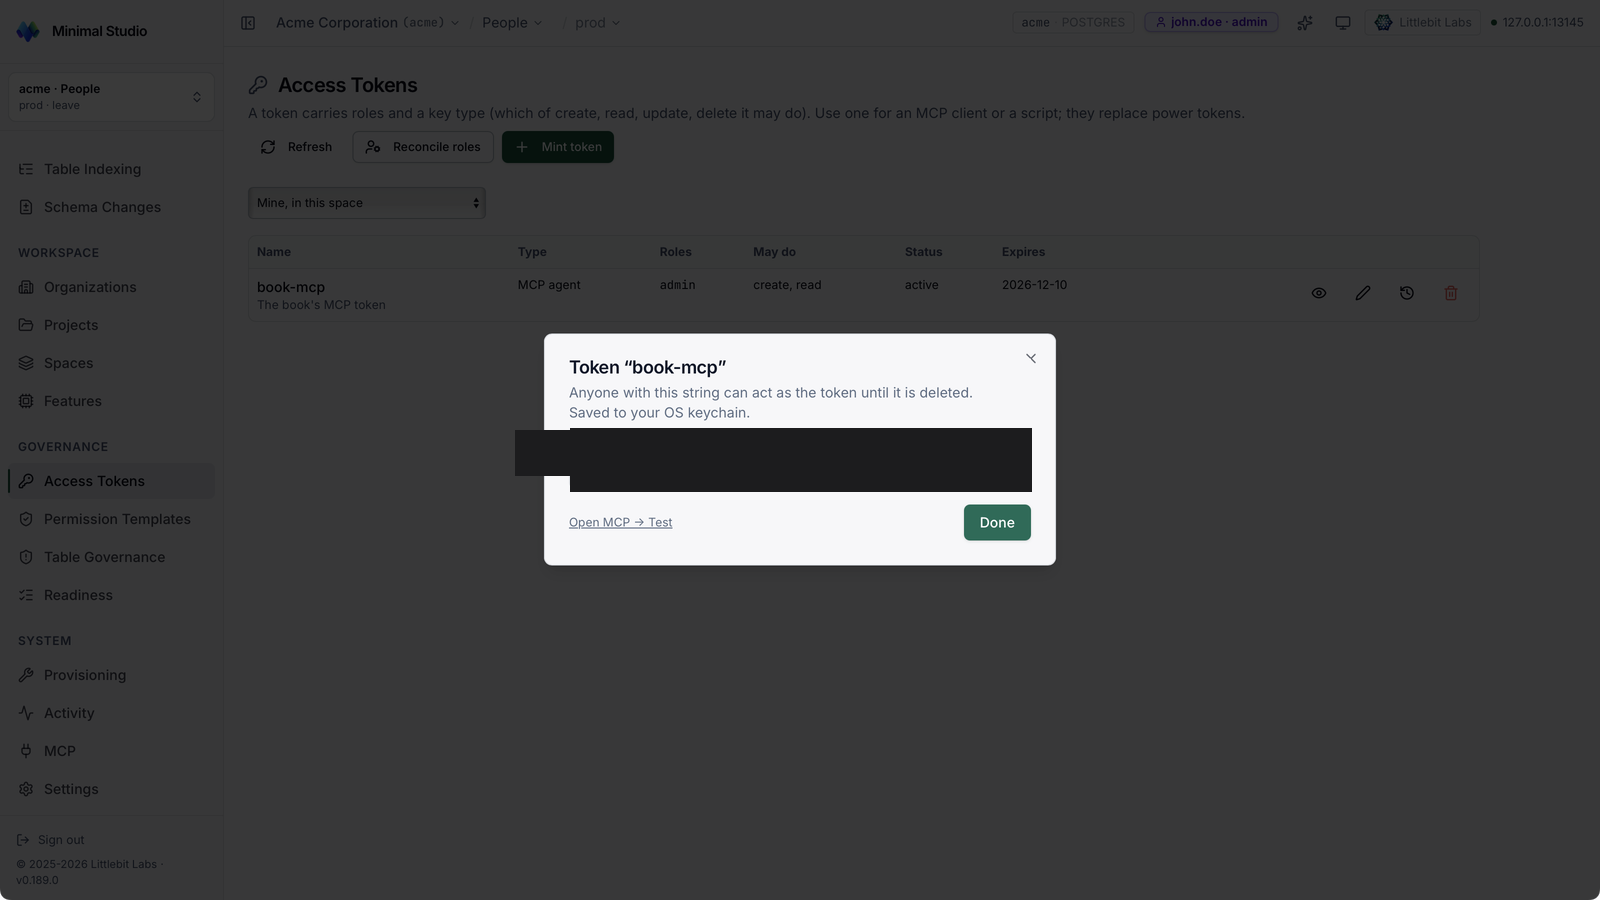 Minimal Studio
acme · People
prod · leave
Table Indexing
Schema Changes
WORKSPACE
Organizations
Projects
Spaces
Features
GOVERNANCE
Access Tokens
Permission Templates
Table Governance
Readiness
SYSTEM
Provisioning
Activity
MCP
Settings
Sign out
© 2025-2026 Littlebit Labs ·
v0.189.0
Acme Corporation (acme) / People / prod
acme · POSTGRES
john.doe · admin
Littlebit Labs
127.0.0.1:13145
Access Tokens
A token carries roles and a key type (which of create, read, update, delete it may do). Use one for an MCP client or a script; they replace power tokens.
Refresh
Reconcile roles
Mint token
Mine, in this space
Name Type Roles May do Status Expires
book-mcp MCP agent admin create, read active 2026-12-10
The book's MCP token
Token “book-mcp”
Anyone with this string can act as the token until it is deleted.
Saved to your OS keychain.
Open MCP → Test
Done